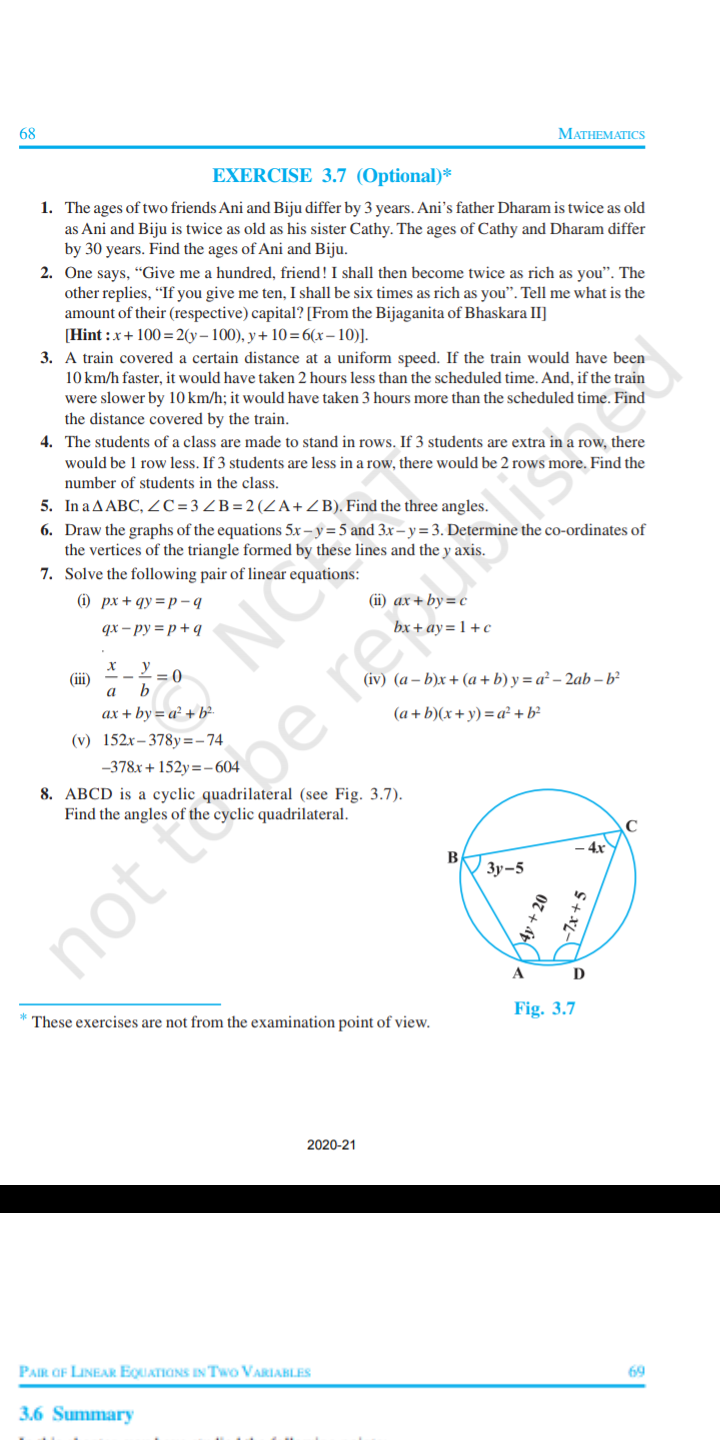 68
MATHEMATICS
EXERCISE 3.7 (Optional)*
1. The ages of two friends Ani and Biju differ by 3 years. Ani's father Dharam is twice as old
as Ani and Biju is twice as old as his sister Cathy. The ages of Cathy and Dharam differ
by 30 years. Find the ages of Ani and Biju.
2. One says, “Give me a hundred, friend! I shall then become twice as rich as you”. The
other replies, “If you give me ten, I shall be six times as rich as you”. Tell me what is the
amount of their (respective) capital? [From the Bijaganita of Bhaskara II]
[Hint : x + 100 = 2(y – 100), y + 10 = 6(x – 10)].
3. A train covered a certain distance at a uniform speed. If the train would have been
10 km/h faster, it would have taken 2 hours less than the scheduled time. And, if the train
were slower by 10 km/h; it would have taken 3 hours more than the scheduled time. Find
the distance covered by the train.
4. The students of a class are made to stand in rows. If 3 students are extra in a row, there
would be 1 row less. If 3 students are less in a row, there would be 2 rows more. Find the
number of students in the class.
5. In a Δ ABC, ∠ C = 3 ∠ B = 2 (∠ A + ∠ B). Find the three angles.
6. Draw the graphs of the equations 5x – y = 5 and 3x – y = 3. Determine the co-ordinates of
the vertices of the triangle formed by these lines and the y axis.
7. Solve the following pair of linear equations:
(i) px + qy = p – q
(ii) ax + by = c
qx – py = p + q
bx + ay = 1 + c
(iii) x/a – y/b = 0
(iv) (a – b)x + (a + b) y = a² – 2ab – b²
ax + by = a² + b²
(a + b)(x + y) = a² + b²
(v) 152x – 378y = – 74
–378x + 152y = – 604
8. ABCD is a cyclic quadrilateral (see Fig. 3.7).
Find the angles of the cyclic quadrilateral.
C
B
– 4x
3y–5
4y + 20
–7x + 5
A
D
Fig. 3.7
* These exercises are not from the examination point of view.
© NCERT
not to be republished
2020-21
PAIR OF LINEAR EQUATIONS IN TWO VARIABLES
69
3.6 Summary